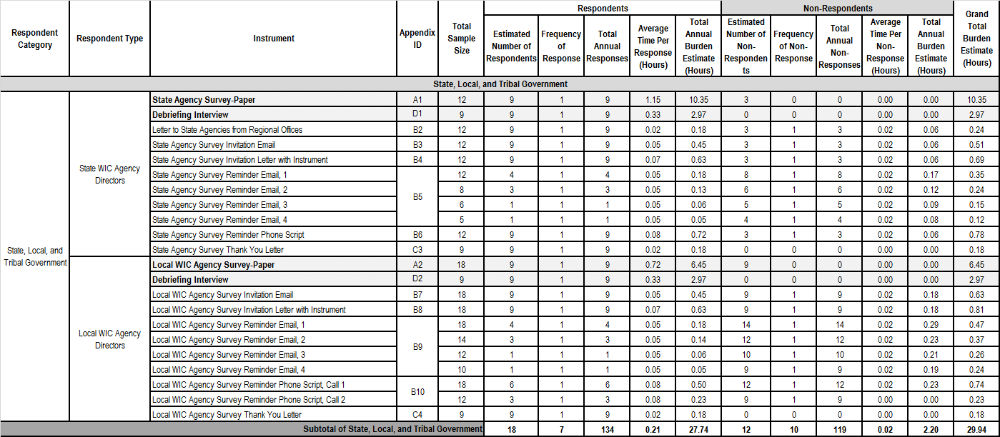 Respondents Non-Respondents
Respondent Category Respondent Type Instrument Appendix ID Total Sample Size Estimated Number of Respondents Frequency of Response Total Annual Responses Average Time Per Response (Hours) Total Annual Burden Estimate (Hours) Estimated Number of Non-Respondents Frequency of Non-Response Total Annual Non-Responses Average Time Per Non-Response (Hours) Total Annual Burden Estimate (Hours) Grand Total Burden Estimate (Hours)
State, Local, and Tribal Government
State, Local, and Tribal Government
State WIC Agency Directors
State Agency Survey-Paper A1 12 9 1 9 1.15 10.35 3 0 0 0.00 0.00 10.35
Debriefing Interview D1 9 9 1 9 0.33 2.97 0 0 0 0.00 0.00 2.97
Letter to State Agencies from Regional Offices B2 12 9 1 9 0.02 0.18 3 1 3 0.02 0.06 0.24
State Agency Survey Invitation Email B3 12 9 1 9 0.05 0.45 3 1 3 0.02 0.06 0.51
State Agency Survey Invitation Letter with Instrument B4 12 9 1 9 0.07 0.63 3 1 3 0.02 0.06 0.69
State Agency Survey Reminder Email, 1 B5 12 4 1 4 0.05 0.18 8 1 8 0.02 0.17 0.35
State Agency Survey Reminder Email, 2 8 3 1 3 0.05 0.13 6 1 6 0.02 0.12 0.24
State Agency Survey Reminder Email, 3 6 1 1 1 0.05 0.06 5 1 5 0.02 0.09 0.15
State Agency Survey Reminder Email, 4 5 1 1 1 0.05 0.05 4 1 4 0.02 0.08 0.12
State Agency Survey Reminder Phone Script B6 12 9 1 9 0.08 0.72 3 1 3 0.02 0.06 0.78
State Agency Survey Thank You Letter C3 9 9 1 9 0.02 0.18 0 0 0 0.00 0.00 0.18
Local WIC Agency Directors
Local WIC Agency Survey-Paper A2 18 9 1 9 0.72 6.45 9 0 0 0.00 0.00 6.45
Debriefing Interview D2 9 9 1 9 0.33 2.97 0 0 0 0.00 0.00 2.97
Local WIC Agency Survey Invitation Email B7 18 9 1 9 0.05 0.45 9 1 9 0.02 0.18 0.63
Local WIC Agency Survey Invitation Letter with Instrument B8 18 9 1 9 0.07 0.63 9 1 9 0.02 0.18 0.81
Local WIC Agency Survey Reminder Email, 1 B9 18 4 1 4 0.05 0.18 14 1 14 0.02 0.29 0.47
Local WIC Agency Survey Reminder Email, 2 14 3 1 3 0.05 0.14 12 1 12 0.02 0.23 0.37
Local WIC Agency Survey Reminder Email, 3 12 1 1 1 0.05 0.06 10 1 10 0.02 0.21 0.26
Local WIC Agency Survey Reminder Email, 4 10 1 1 1 0.05 0.05 9 1 9 0.02 0.19 0.24
Local WIC Agency Survey Reminder Phone Script, Call 1 B10 18 6 1 6 0.08 0.50 12 1 12 0.02 0.23 0.74
Local WIC Agency Survey Reminder Phone Script, Call 2 12 3 1 3 0.08 0.23 9 1 9 0.00 0.00 0.23
Local WIC Agency Survey Thank You Letter C4 9 9 1 9 0.02 0.18 0 0 0 0.00 0.00 0.18
Subtotal of State, Local, and Tribal Government 18 7 134 0.21 27.74 12 10 119 0.02 2.20 29.94